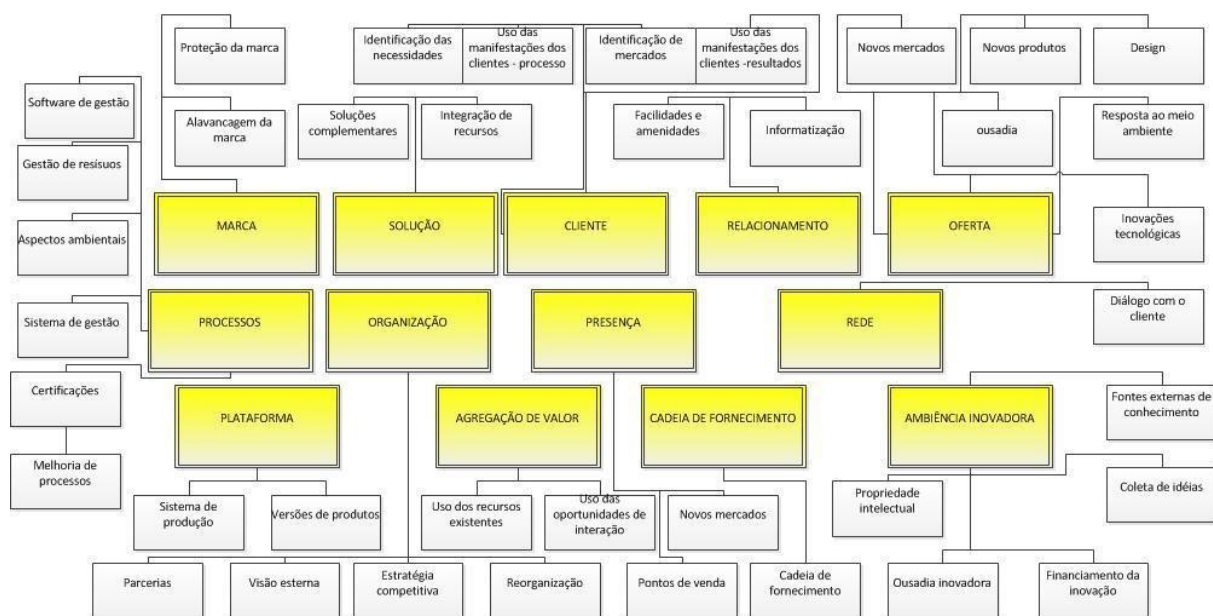 Proteção da marca
Identificação das
necessidades
Uso das
manifestações dos
clientes - processo
Identificação de
mercados
Uso das
manifestações dos
clientes -resultados
Novos mercados
Novos produtos
Design
Software de gestão
Alavancagem da
marca
Soluções
complementares
Integração de
recursos
Facilidades e
amenidades
Informatização
ousadia
Resposta ao meio
ambiente
Gestão de resísuos
MARCA
SOLUÇÃO
CLIENTE
RELACIONAMENTO
OFERTA
Inovações
tecnológicas
Aspectos ambientais
Sistema de gestão
PROCESSOS
ORGANIZAÇÃO
PRESENÇA
REDE
Diálogo com o
cliente
Certificações
PLATAFORMA
AGREGAÇÃO DE VALOR
CADEIA DE FORNECIMENTO
AMBIÊNCIA INOVADORA
Fontes externas de
conhecimento
Melhoria de
processos
Sistema de
produção
Versões de produtos
Uso dos recursos
existentes
Uso das
oportunidades de
interação
Novos mercados
Propriedade
intelectual
Coleta de idéias
Parcerias
Visão esterna
Estratégia
competitiva
Reorganização
Pontos de venda
Cadeia de
fornecimento
Ousadia inovadora
Financiamento da
inovação